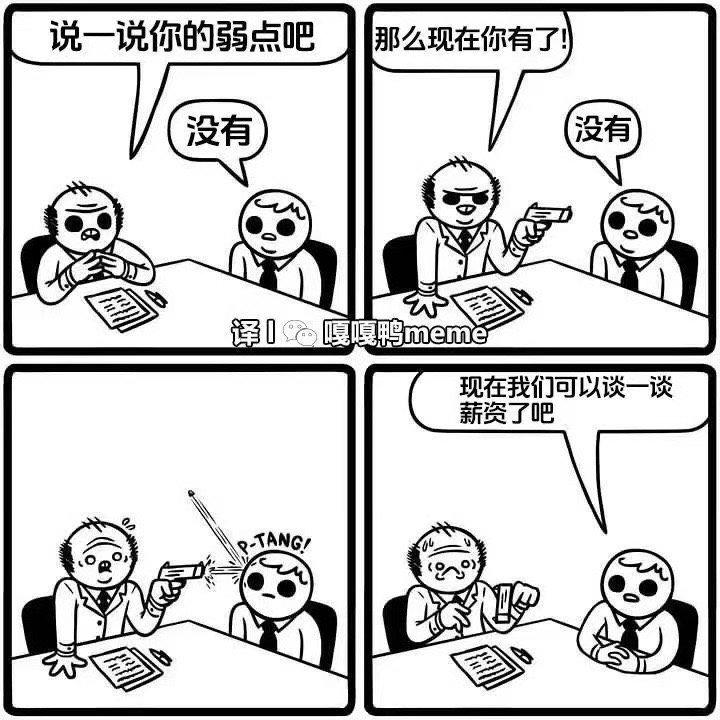 说一说你的弱点吧
没有
那么现在你有了!
没有
译 | 嘎嘎鸭meme
P-TANG!
现在我们可以谈一谈
薪资了吧